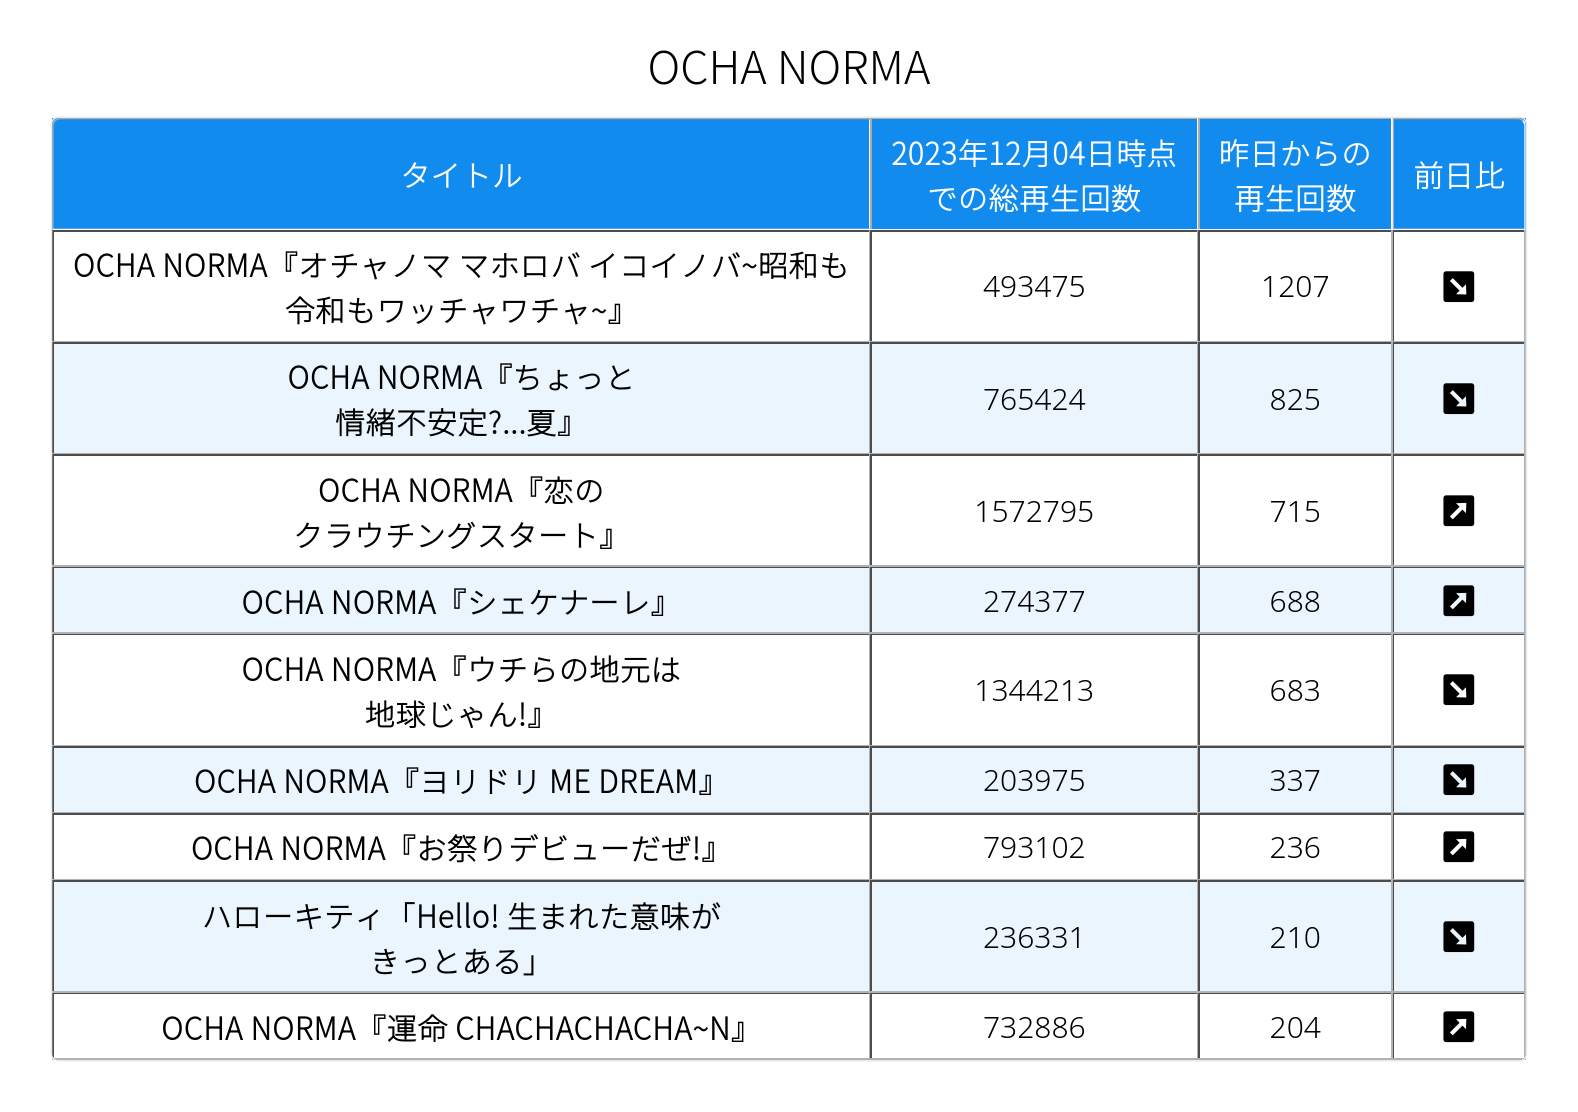 OCHA NORMA
タイトル
2023年12月04日時点
での総再生回数
昨日からの
再生回数
前日比
OCHA NORMA『オチャノマ マホロバ イコイノバ~昭和も
令和もワッチャワチャ~』
493475
1207
OCHA NORMA『ちょっと
情緒不安定?...夏』
765424
825
OCHA NORMA『恋の
クラウチングスタート』
1572795
715
OCHA NORMA『シェケナーレ』
274377
688
OCHA NORMA『ウチらの地元は
地球じゃん!』
1344213
683
OCHA NORMA『ヨリドリ ME DREAM』
203975
337
OCHA NORMA『お祭りデビューだぜ!』
793102
236
ハローキティ「Hello! 生まれた意味が
きっとある」
236331
210
OCHA NORMA『運命 CHACHACHACHA~N』
732886
204